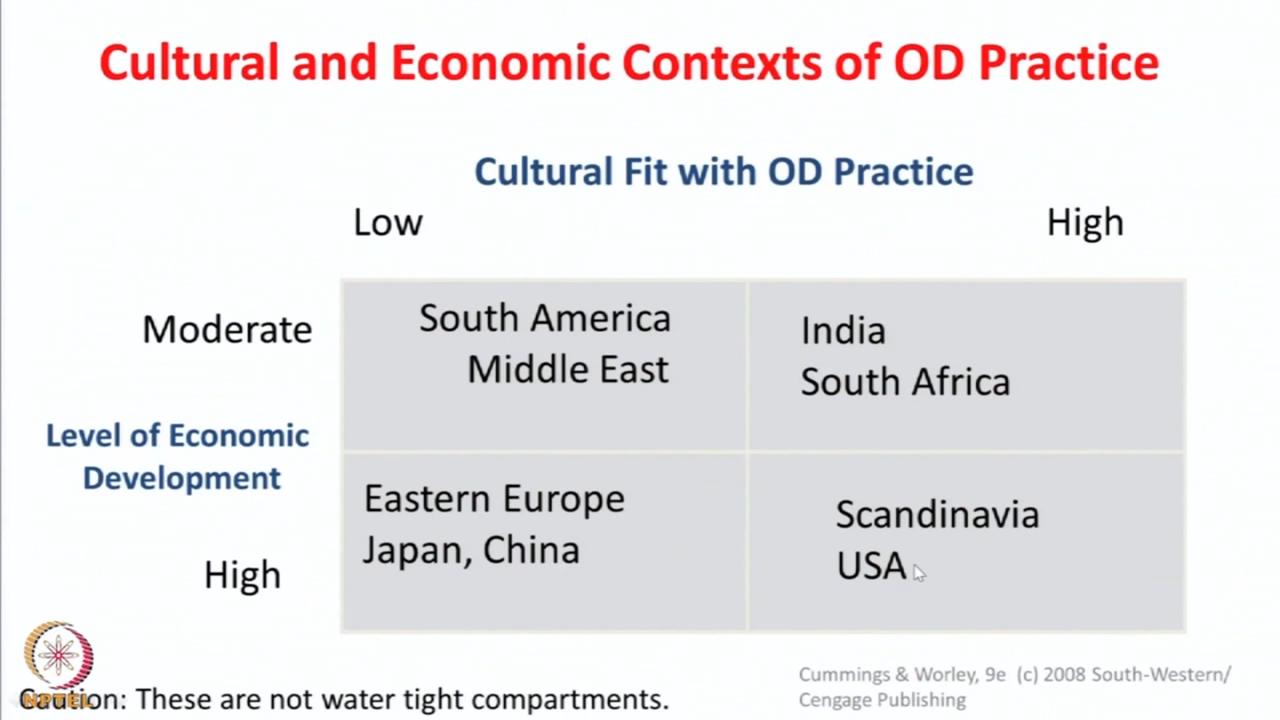 Cultural and Economic Contexts of OD Practice
Cultural Fit with OD Practice
Low High
Moderate
South America
Middle East
India
South Africa
Level of Economic
Development
High
Eastern Europe
Japan, China
Scandinavia
USA
Cummings & Worley, 9e (c) 2008 South-Western/
Cengage Publishing
NPTEL
Caution: These are not water tight compartments.